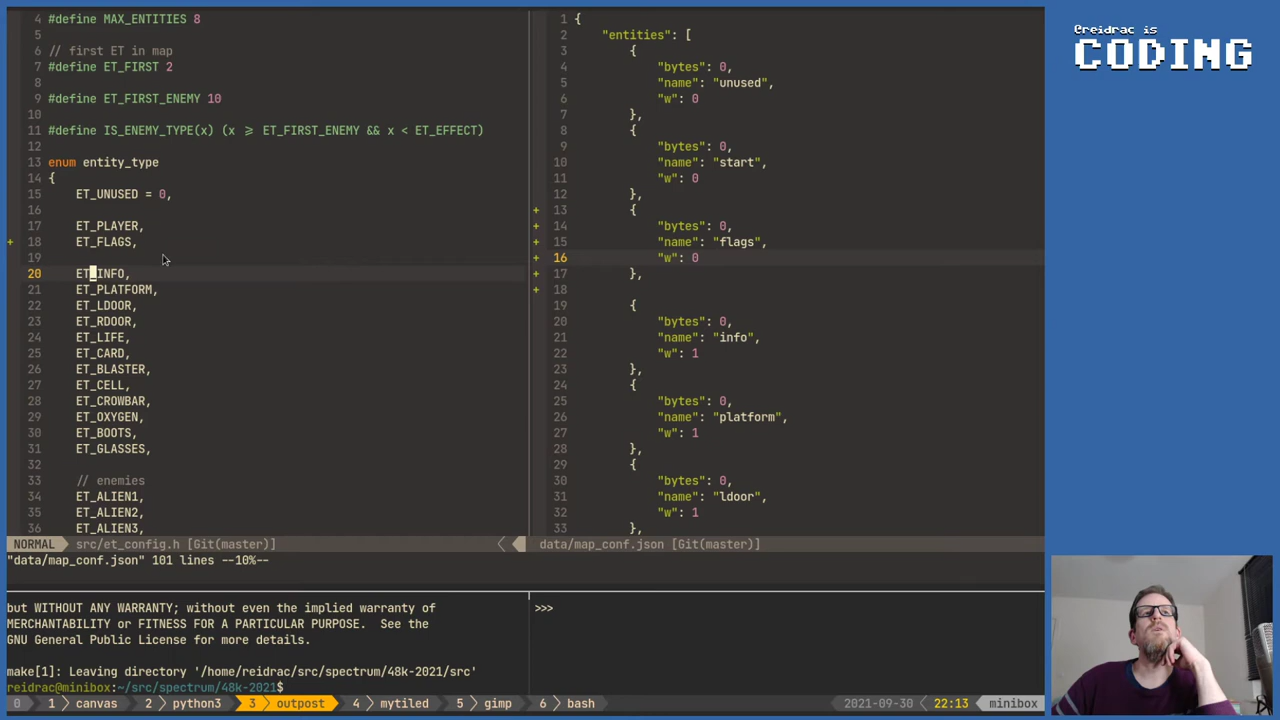 4 #define MAX_ENTITIES 8
5
6 // first ET in map
7 #define ET_FIRST 2
8
9 #define ET_FIRST_ENEMY 10
10
11 #define IS_ENEMY_TYPE(x) (x ⩾ ET_FIRST_ENEMY && x < ET_EFFECT)
12
13 enum entity_type
14 {
15 ET_UNUSED = 0,
16
17 ET_PLAYER,
+ 18 ET_FLAGS,
19
20 ET_INFO,
21 ET_PLATFORM,
22 ET_LDOOR,
23 ET_RDOOR,
24 ET_LIFE,
25 ET_CARD,
26 ET_BLASTER,
27 ET_CELL,
28 ET_CROWBAR,
29 ET_OXYGEN,
30 ET_BOOTS,
31 ET_GLASSES,
32
33 // enemies
34 ET_ALIEN1,
35 ET_ALIEN2,
36 ET_ALIEN3,
NORMAL src/et_config.h [Git(master)]
"data/map_conf.json" 101 lines --10%--
1 {
2 "entities": [
3 {
4 "bytes": 0,
5 "name": "unused",
6 "w": 0
7 },
8 {
9 "bytes": 0,
10 "name": "start",
11 "w": 0
12 },
+ 13 {
+ 14 "bytes": 0,
+ 15 "name": "flags",
+ 16 "w": 0
+ 17 },
+ 18
19 {
20 "bytes": 0,
21 "name": "info",
22 "w": 1
23 },
24 {
25 "bytes": 0,
26 "name": "platform",
27 "w": 1
28 },
29 {
30 "bytes": 0,
31 "name": "ldoor",
32 "w": 1
33 },
data/map_conf.json [Git(master)]
but WITHOUT ANY WARRANTY; without even the implied warranty of
MERCHANTABILITY or FITNESS FOR A PARTICULAR PURPOSE. See the
GNU General Public License for more details.
make[1]: Leaving directory '/home/reidrac/src/spectrum/48k-2021/src'
reidrac@minibox:~/src/spectrum/48k-2021$
>>>
0 1 canvas 2 python3 3 outpost 4 mytiled 5 gimp 6 bash 2021-09-30 22:13 minibox
@reidrac is
CODING